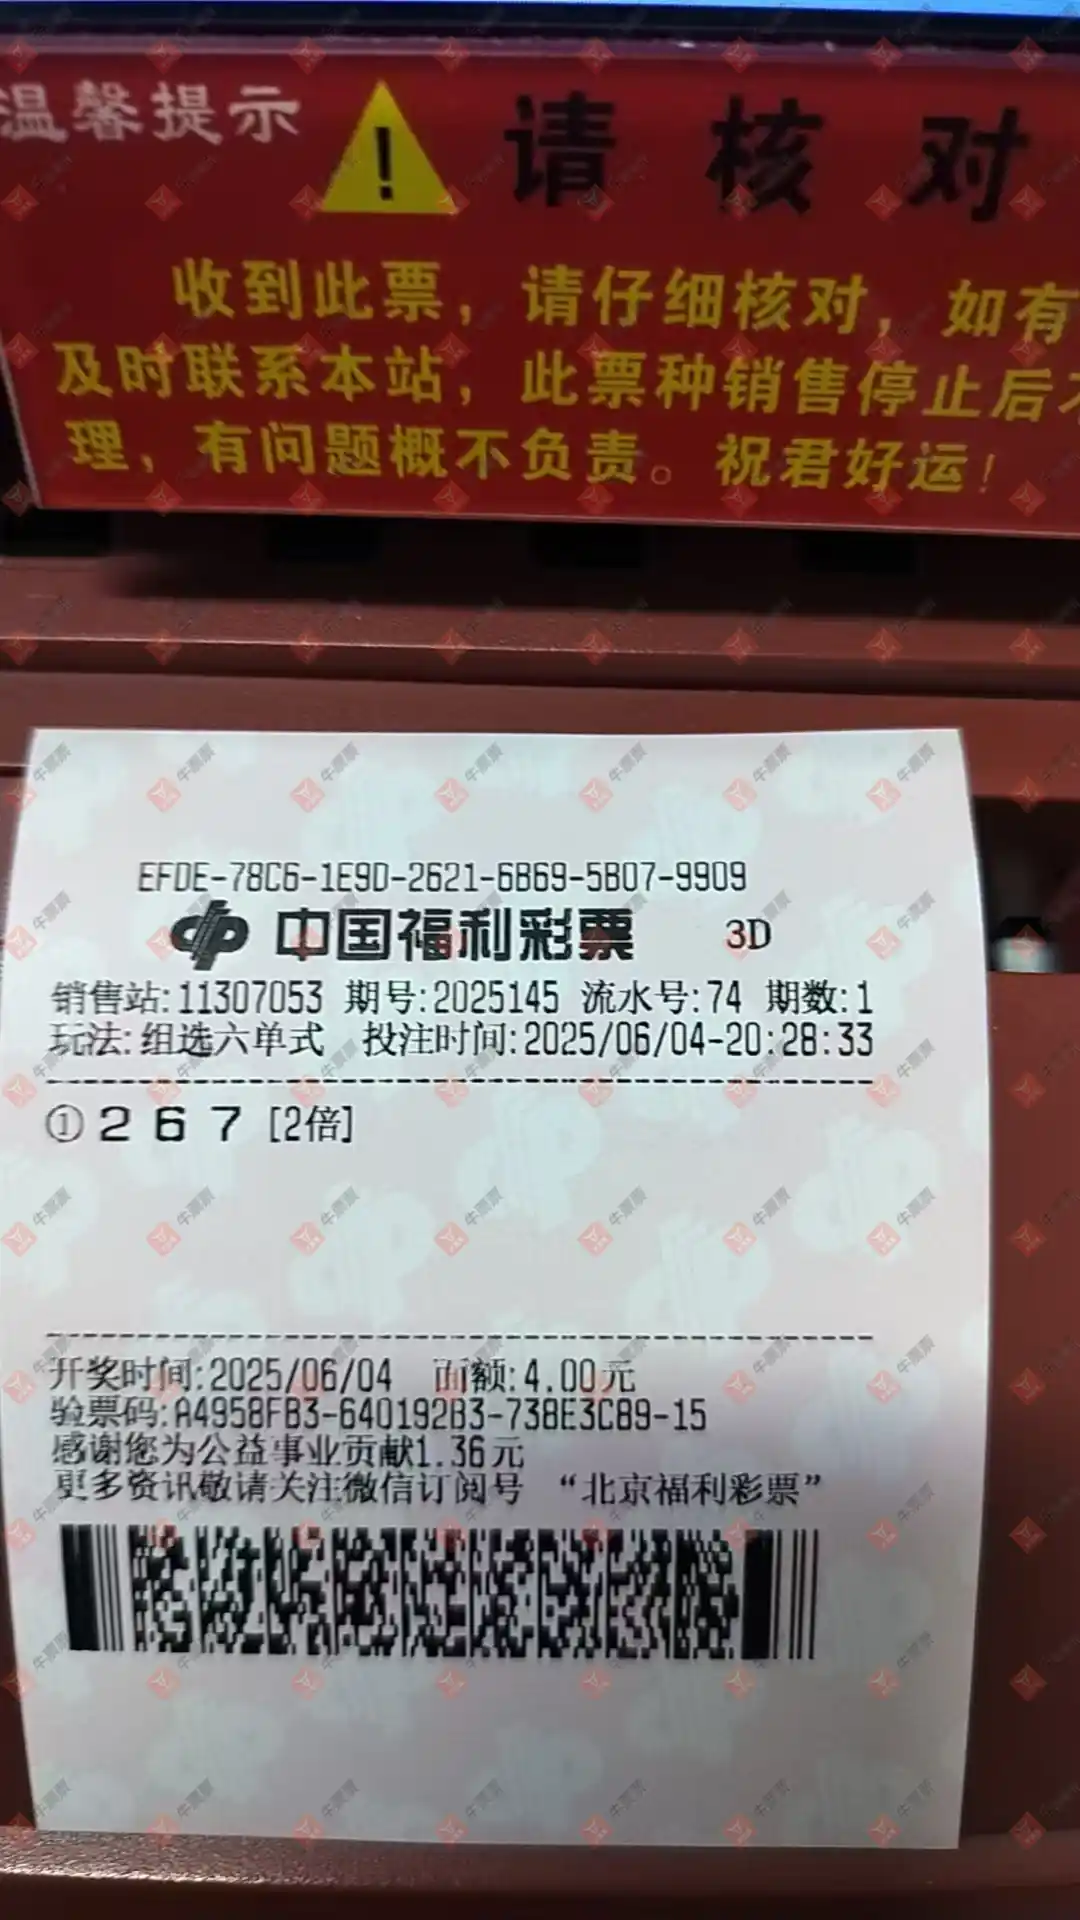 温馨提示
! 请核对
收到此票，请仔细核对，如有
及时联系本站，此票种销售停止后
理，有问题概不负责。祝君好运！
EFDE-78C6-1E9D-2621-6B69-5B07-9909
中国福利彩票 3D
销售站:11307053 期号:2025145 流水号:74 期数:1
玩法:组选六单式 投注时间:2025/06/04-20:28:33
① 2 6 7 [2倍]
开奖时间:2025/06/04 面额:4.00元
验票码:A4958FB3-640192B3-738E3C89-15
感谢您为公益事业贡献1.36元
更多资讯敬请关注微信订阅号 “北京福利彩票”
牛票票